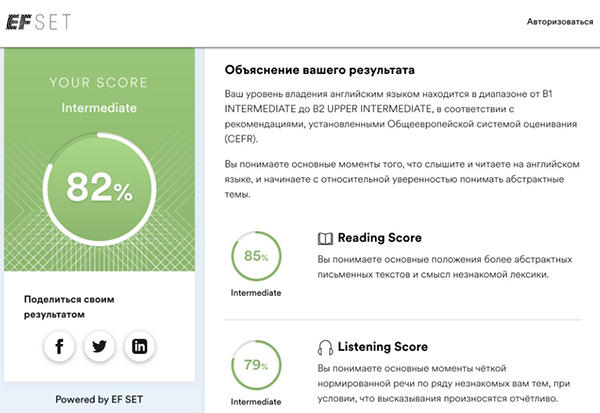 EF SET
Авторизоваться
YOUR SCORE
Intermediate
82%
Поделиться своим
результатом
Powered by EF SET
Объяснение вашего результата
Ваш уровень владения английским языком находится в диапазоне от B1
INTERMEDIATE до B2 UPPER INTERMEDIATE, в соответствии с
рекомендациями, установленными Общеевропейской системой оценивания
(CEFR).
Вы понимаете основные моменты того, что слышите и читаете на английском
языке, и начинаете с относительной уверенностью понимать абстрактные
темы.
85%
Intermediate
Reading Score
Вы понимаете основные положения более абстрактных
письменных текстов и смысл незнакомой лексики.
79%
Intermediate
Listening Score
Вы понимаете основные моменты чёткой
нормированной речи по ряду незнакомых вам тем, при
условии, что высказывания произносятся отчётливо.